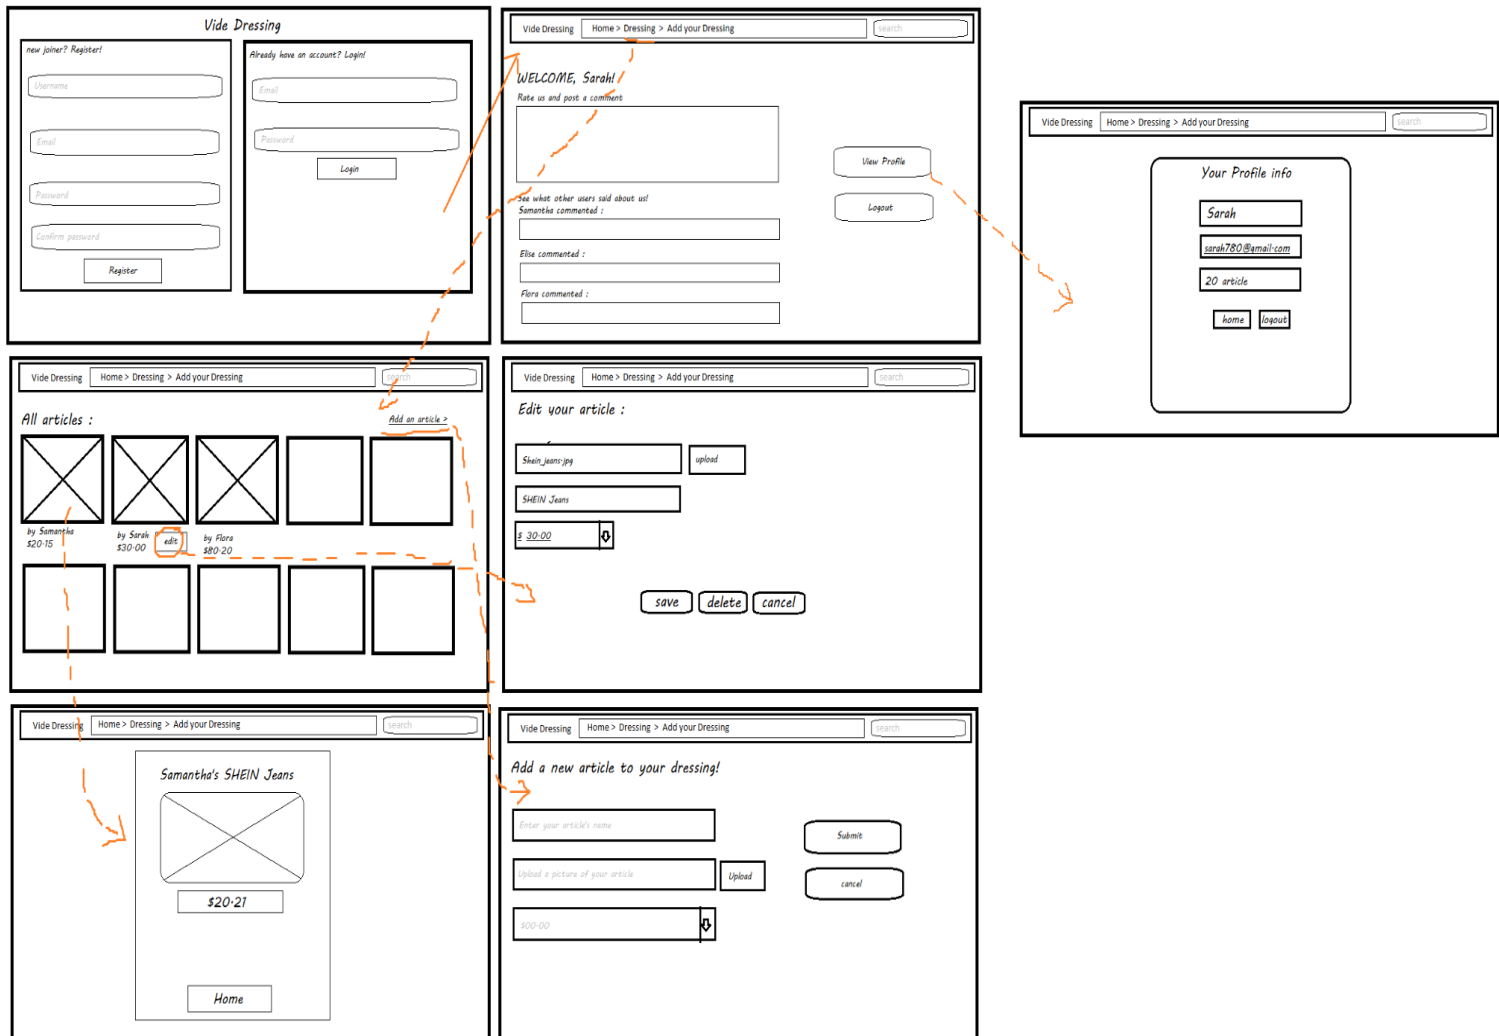 Vide Dressing
new joiner? Register!
Username
Email
Password
Confirm password
Register
Already have an account? Login!
Email
Password
Login
Vide Dressing
Home > Dressing > Add your Dressing
search
WELCOME, Sarah!
Rate us and post a comment
See what other users said about us!
Samantha commented :
Elise commented :
Flora commented :
View Profile
Logout
Vide Dressing
Home > Dressing > Add your Dressing
search
Your Profile info
Sarah
sarah780@gmail.com
20 article
home
logout
Vide Dressing
Home > Dressing > Add your Dressing
search
All articles :
Add an article >
by Samantha
$20.15
by Sarah
$30.00
edit
by Flora
$80.20
Vide Dressing
Home > Dressing > Add your Dressing
search
Edit your article :
Shein_jeans.jpg
upload
SHEIN Jeans
$ 30.00
save
delete
cancel
Vide Dressing
Home > Dressing > Add your Dressing
search
Samantha's SHEIN Jeans
$20.21
Home
Vide Dressing
Home > Dressing > Add your Dressing
search
Add a new article to your dressing!
Enter your article's name
Upload a picture of your article
Upload
$00.00
Submit
cancel